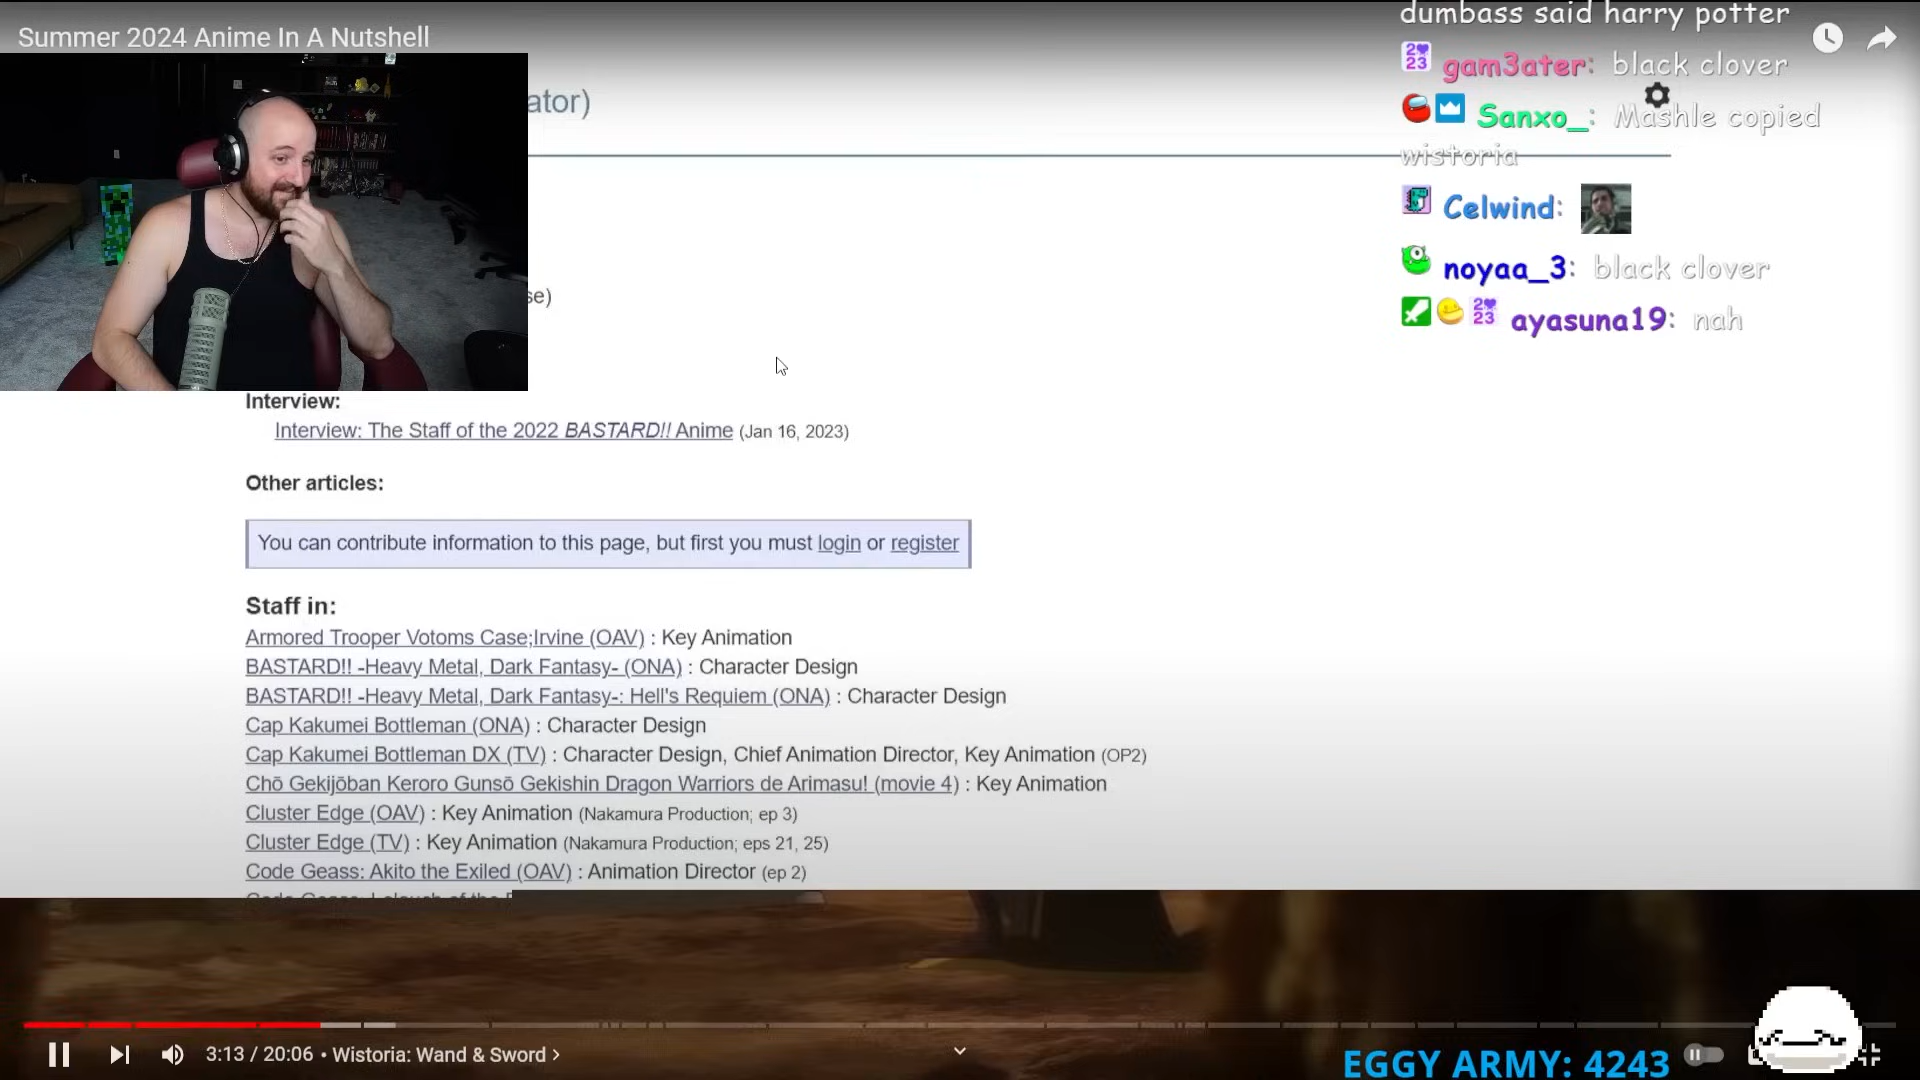 Summer 2024 Anime In A Nutshell
dumbass said harry potter
gam3ater: black clover
Sanxo_: Mashle copied
wistoria
Celwind:
noyaa_3: black clover
ayasuna19: nah
ator)
se)
Interview:
Interview: The Staff of the 2022 BASTARD!! Anime (Jan 16, 2023)
Other articles:
You can contribute information to this page, but first you must login or register
Staff in:
Armored Trooper Votoms Case;Irvine (OAV) : Key Animation
BASTARD!! -Heavy Metal, Dark Fantasy- (ONA) : Character Design
BASTARD!! -Heavy Metal, Dark Fantasy-: Hell's Requiem (ONA) : Character Design
Cap Kakumei Bottleman (ONA) : Character Design
Cap Kakumei Bottleman DX (TV) : Character Design, Chief Animation Director, Key Animation (OP2)
Chō Gekijōban Keroro Gunsō Gekishin Dragon Warriors de Arimasu! (movie 4) : Key Animation
Cluster Edge (OAV) : Key Animation (Nakamura Production; ep 3)
Cluster Edge (TV) : Key Animation (Nakamura Production; eps 21, 25)
Code Geass: Akito the Exiled (OAV) : Animation Director (ep 2)
3:13 / 20:06 • Wistoria: Wand & Sword >
EGGY ARMY: 4243